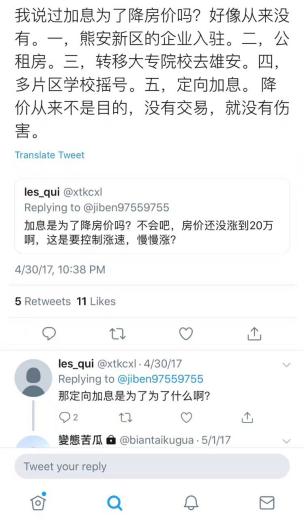 我说过加息为了降房价吗？好像从来没
有。一，熊安新区的企业入驻。二，公
租房。三，转移大专院校去雄安。四，
多片区学校摇号。五，定向加息。 降
价从来不是目的，没有交易，就没有伤
害。
Translate Tweet
les_qui @xtkcxl
Replying to @jiben97559755
加息是为了降房价吗？不会吧，房价还没涨到20万
啊，这是要控制涨速，慢慢涨？
4/30/17, 10:38 PM
5 Retweets 11 Likes
les_qui @xtkcxl · 4/30/17
Replying to @jiben97559755
那定向加息是为了为了什么啊？
2
變態苦瓜 @biantaikugua · 5/1/17
Tweet your reply